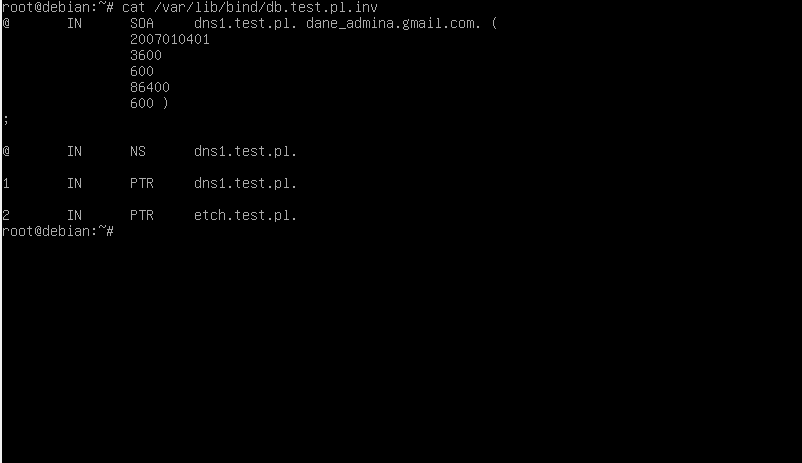 root@debian:~# cat /var/lib/bind/db.test.pl.inv
@ IN SOA dns1.test.pl. dane_admina.gmail.com. (
2007010401
3600
600
86400
600 )
;
@ IN NS dns1.test.pl.
1 IN PTR dns1.test.pl.
2 IN PTR etch.test.pl.
root@debian:~#